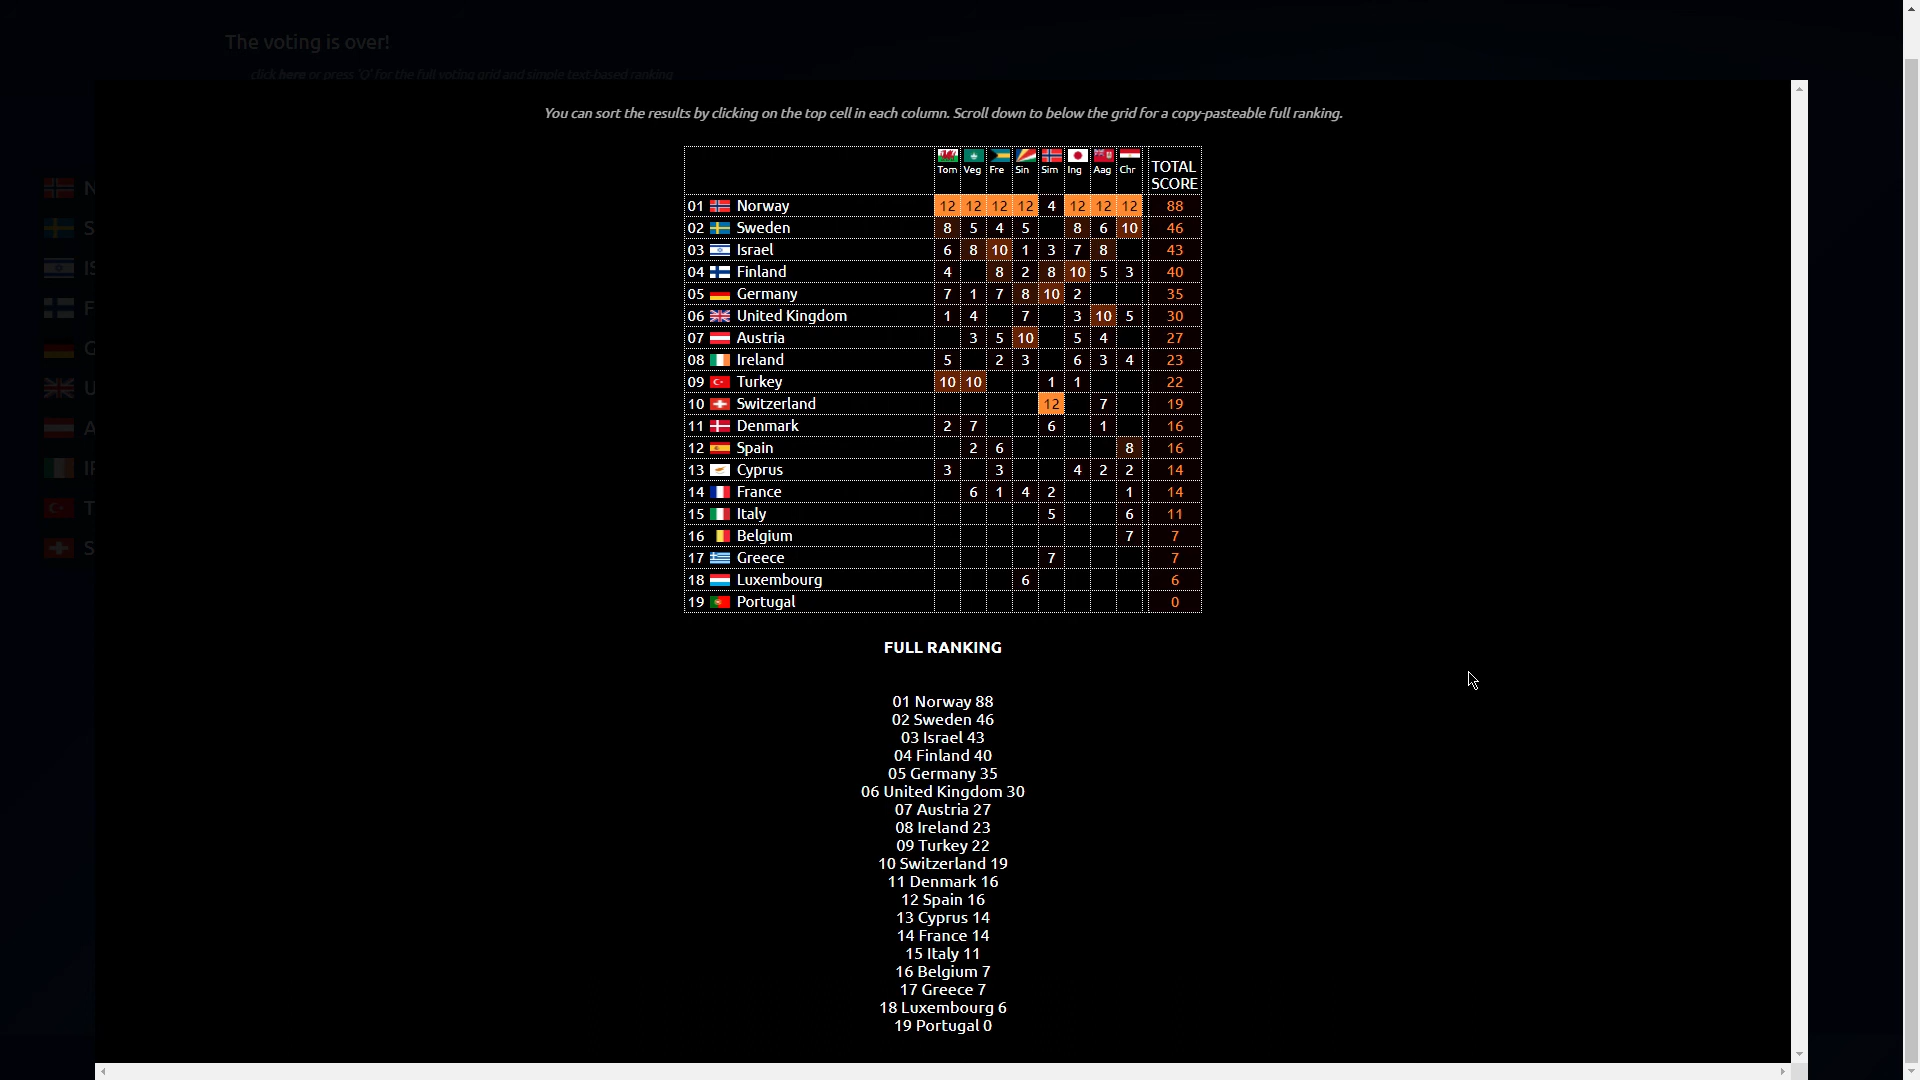 The voting is over!
click here or press 'Q' for the full voting grid and simple text-based ranking
You can sort the results by clicking on the top cell in each column. Scroll down to below the grid for a copy-pasteable full ranking.
Tom Veg Fre Sin Sim Ing Aag Chr TOTAL SCORE
01 Norway 12 12 12 12 4 12 12 12 88
02 Sweden 8 5 4 5 8 6 10 46
03 Israel 6 8 10 1 3 7 8 43
04 Finland 4 8 2 8 10 5 3 40
05 Germany 7 1 7 8 10 2 35
06 United Kingdom 1 4 7 3 10 5 30
07 Austria 3 5 10 5 4 27
08 Ireland 5 2 3 6 3 4 23
09 Turkey 10 10 1 1 22
10 Switzerland 12 7 19
11 Denmark 2 7 6 1 16
12 Spain 2 6 8 16
13 Cyprus 3 3 4 2 2 14
14 France 6 1 4 2 1 14
15 Italy 5 6 11
16 Belgium 7 7
17 Greece 7 7
18 Luxembourg 6 6
19 Portugal 0
FULL RANKING
01 Norway 88
02 Sweden 46
03 Israel 43
04 Finland 40
05 Germany 35
06 United Kingdom 30
07 Austria 27
08 Ireland 23
09 Turkey 22
10 Switzerland 19
11 Denmark 16
12 Spain 16
13 Cyprus 14
14 France 14
15 Italy 11
16 Belgium 7
17 Greece 7
18 Luxembourg 6
19 Portugal 0